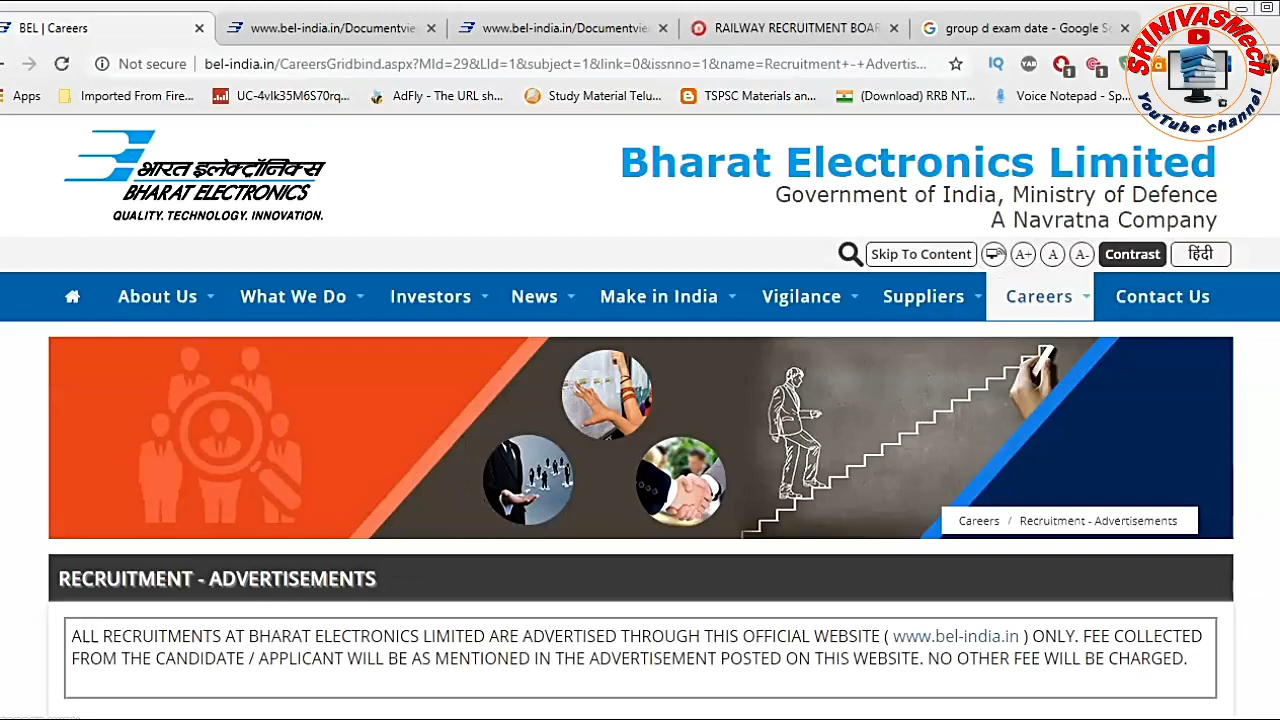 BEL | Careers
www.bel-india.in/Documentvie
www.bel-india.in/Documentvie
RAILWAY RECRUITMENT BOAR
group d exam date - Google Se
SRINIVASMech
YouTube channel
Not secure
bel-india.in/CareersGridbind.aspx?MId=29&LId=1&subject=1&link=0&issnno=1&name=Recruitment+-+Advertis...
IQ
Apps
Imported From Fire...
UC-4vlk35M6S70rq...
AdFly - The URL sh...
Study Material Telu...
TSPSC Materials an...
(Download) RRB NT...
Voice Notepad - Sp...
भारत इलेक्ट्रॉनिक्स
BHARAT ELECTRONICS
QUALITY. TECHNOLOGY. INNOVATION.
Bharat Electronics Limited
Government of India, Ministry of Defence
A Navratna Company
Skip To Content
A+
A
A-
Contrast
हिंदी
About Us
What We Do
Investors
News
Make in India
Vigilance
Suppliers
Careers
Contact Us
Careers / Recruitment - Advertisements
RECRUITMENT - ADVERTISEMENTS
ALL RECRUITMENTS AT BHARAT ELECTRONICS LIMITED ARE ADVERTISED THROUGH THIS OFFICIAL WEBSITE ( www.bel-india.in ) ONLY. FEE COLLECTED
FROM THE CANDIDATE / APPLICANT WILL BE AS MENTIONED IN THE ADVERTISEMENT POSTED ON THIS WEBSITE. NO OTHER FEE WILL BE CHARGED.